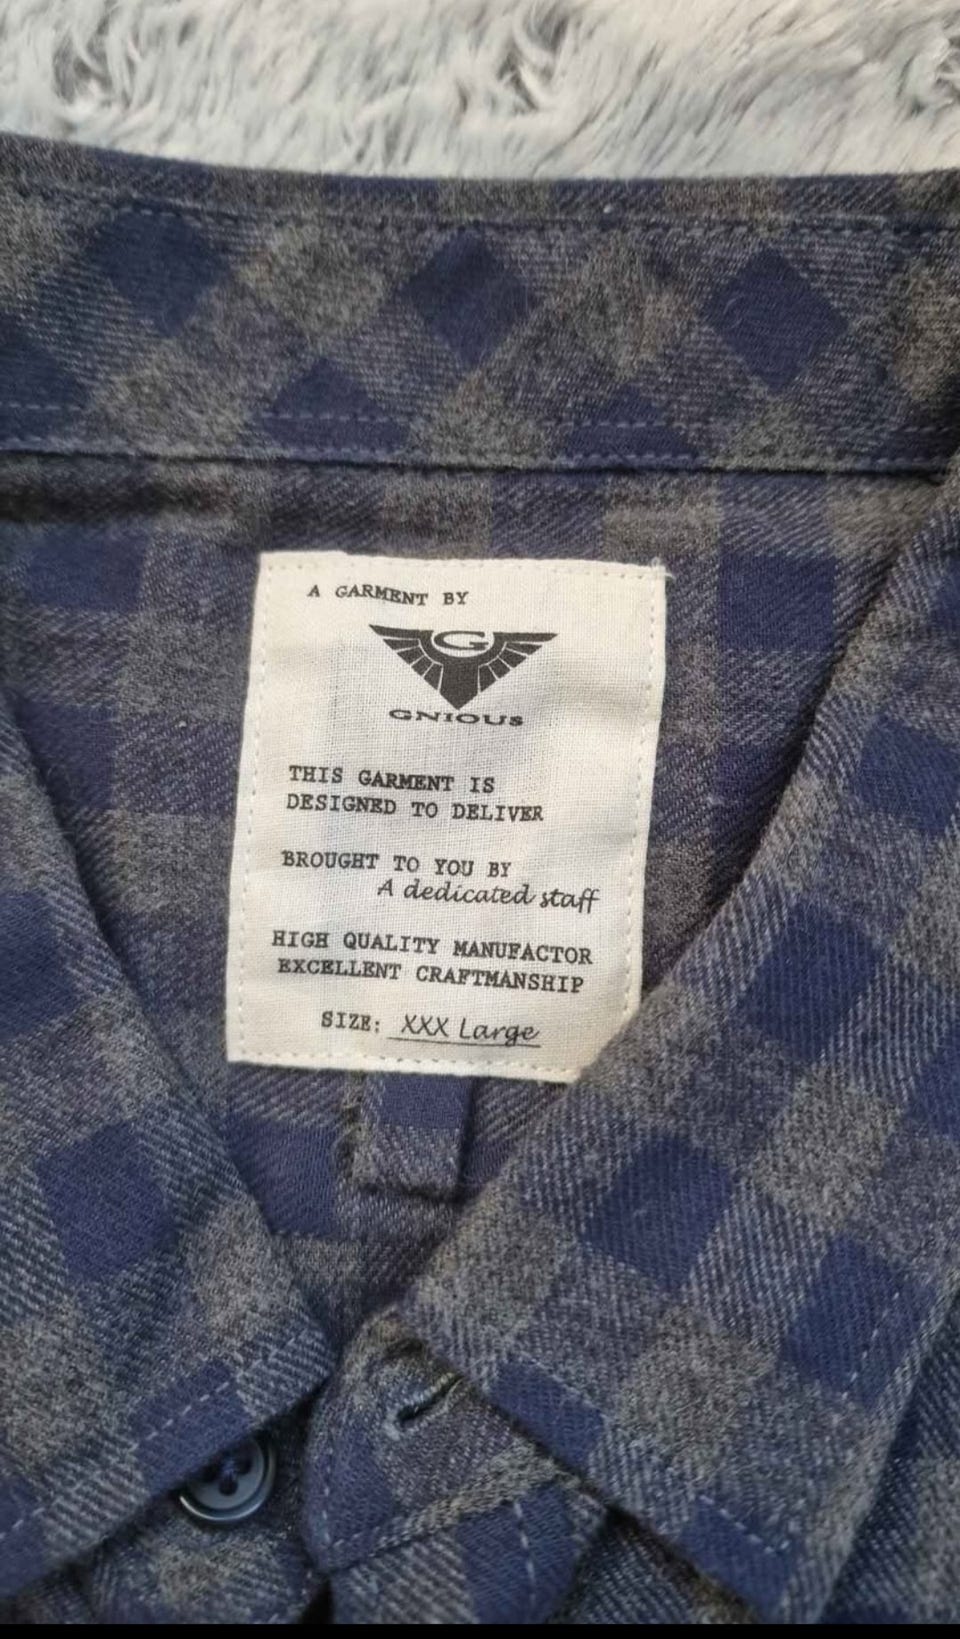 A GARMENT BY
G
GNIOUS
THIS GARMENT IS
DESIGNED TO DELIVER
BROUGHT TO YOU BY
A dedicated staff
HIGH QUALITY MANUFACTOR
EXCELLENT CRAFTMANSHIP
SIZE: XXX Large